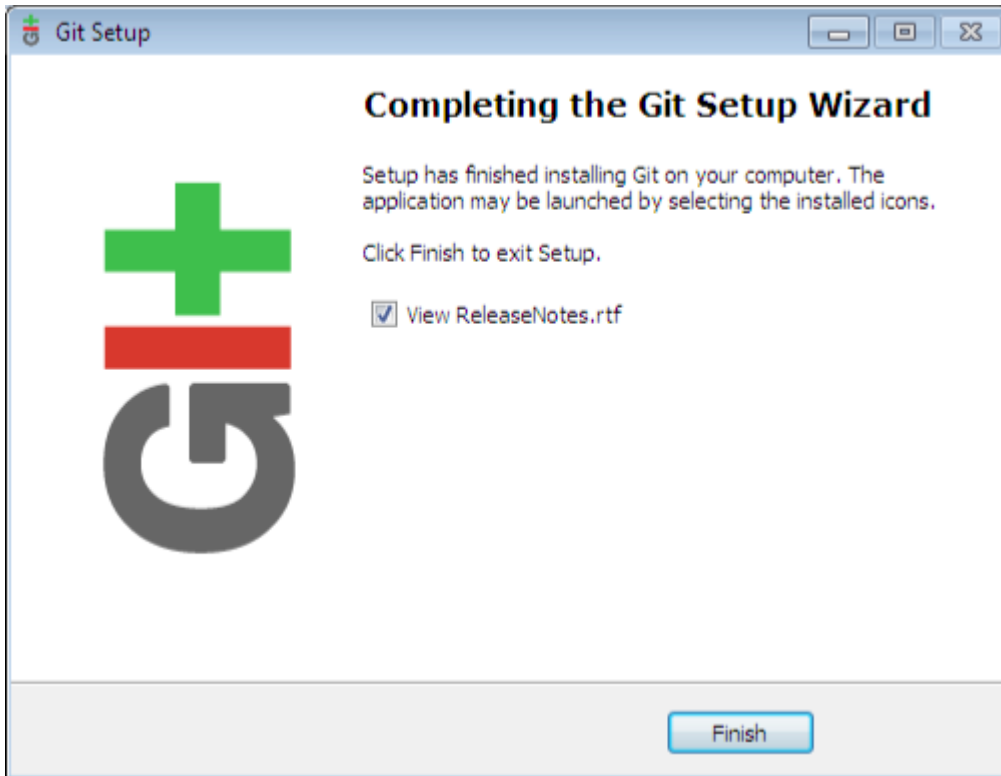 Git Setup
Completing the Git Setup Wizard
Setup has finished installing Git on your computer. The
application may be launched by selecting the installed icons.
Click Finish to exit Setup.
View ReleaseNotes.rtf
Git
Finish